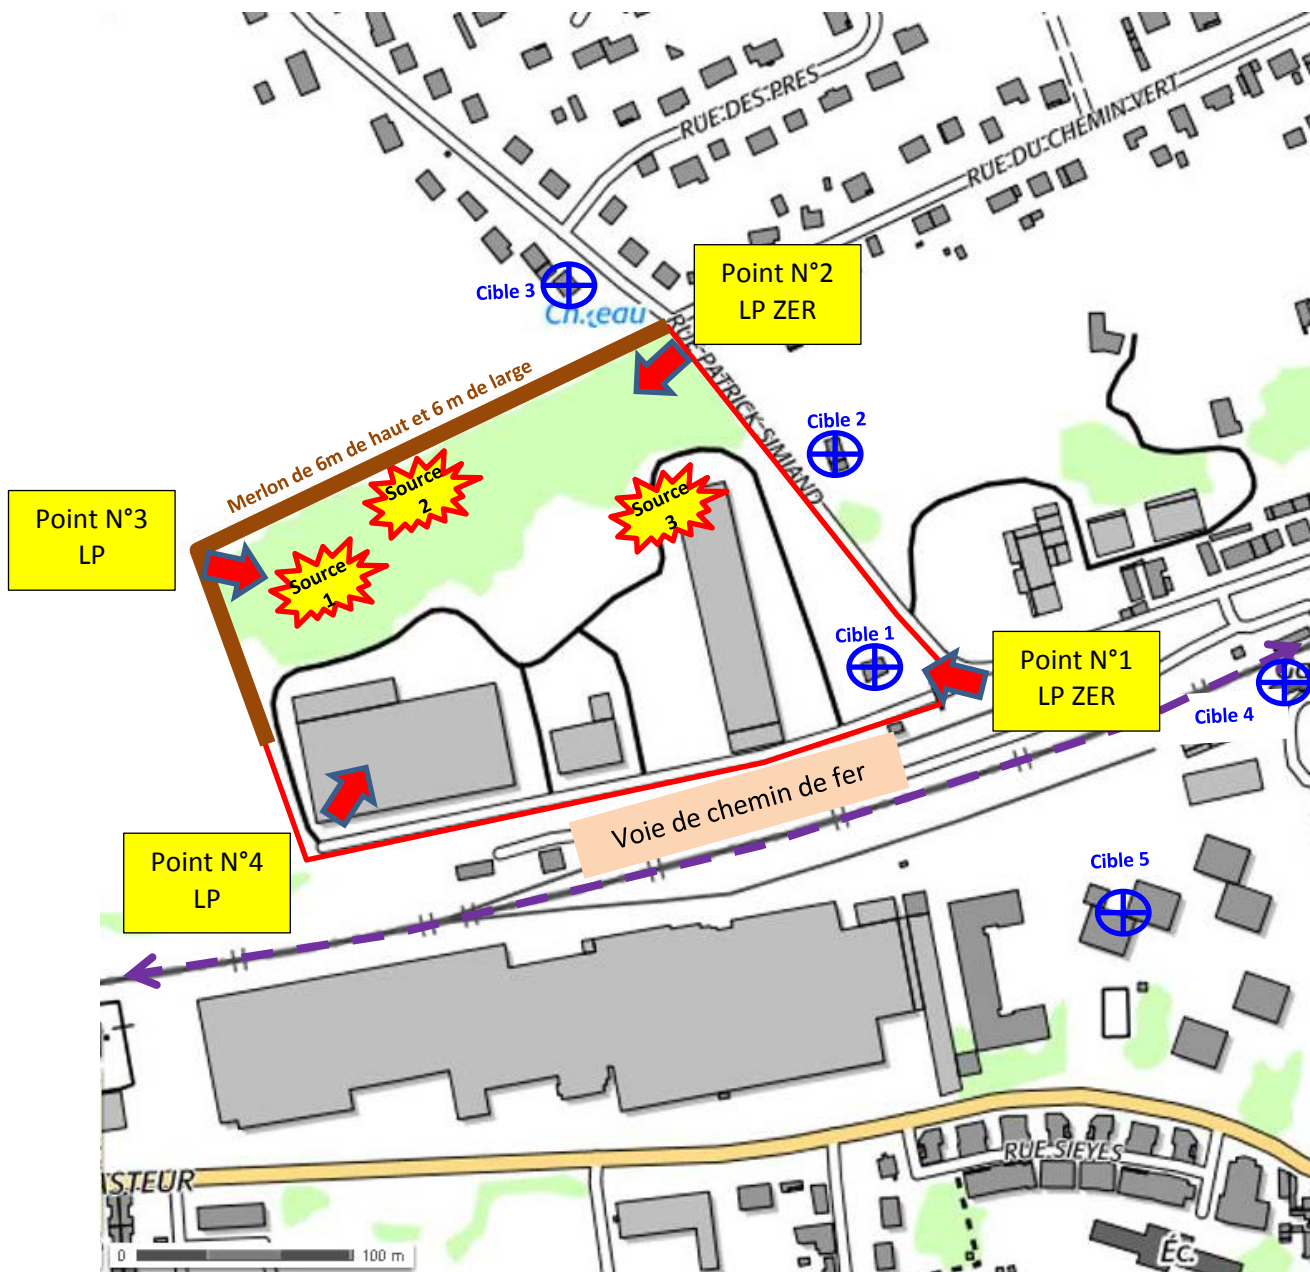 RUE-DES-PRES
RUE-DU-CHEMIN-VERT
Point N°2
LP ZER
Cible 3
Ch.teau
RUE-PATRICK-SIMIAND
Merlon de 6m de haut et 6 m de large
Cible 2
Source
2
Source
3
Point N°3
LP
Source
1
Cible 1
Point N°1
LP ZER
Cible 4
Voie de chemin de fer
Point N°4
LP
Cible 5
RUE-SIEYES
STEUR
Éc.
0
100 m